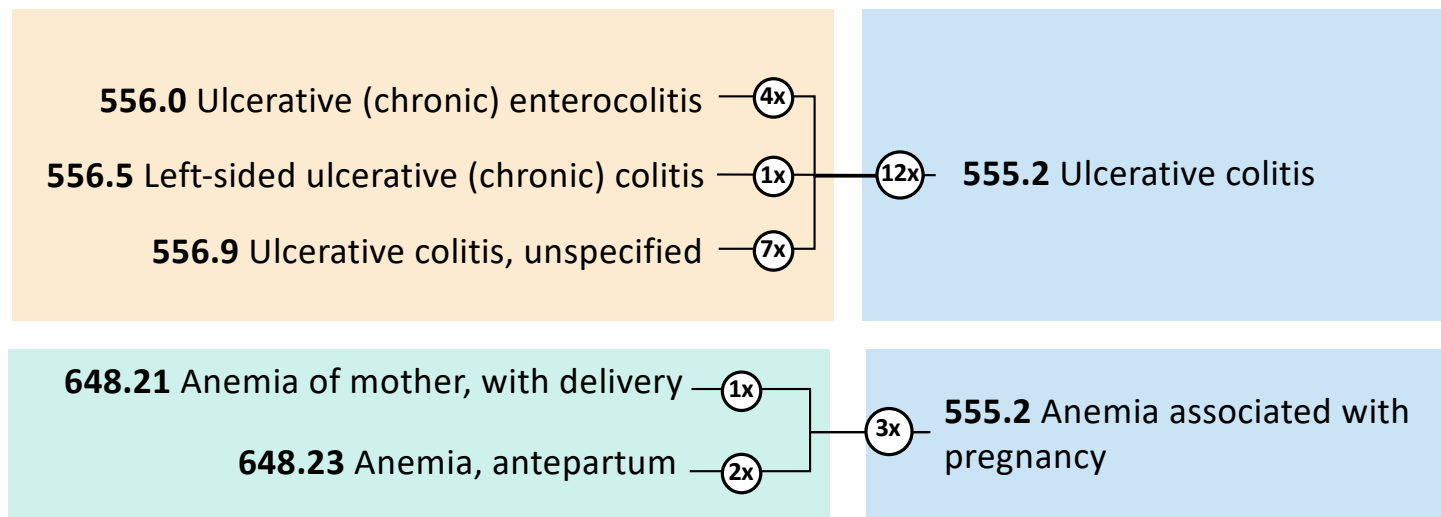 556.0 Ulcerative (chronic) enterocolitis 4x
556.5 Left-sided ulcerative (chronic) colitis 1x 12x 555.2 Ulcerative colitis
556.9 Ulcerative colitis, unspecified 7x
648.21 Anemia of mother, with delivery 1x
648.23 Anemia, antepartum 2x
3x 555.2 Anemia associated with
pregnancy